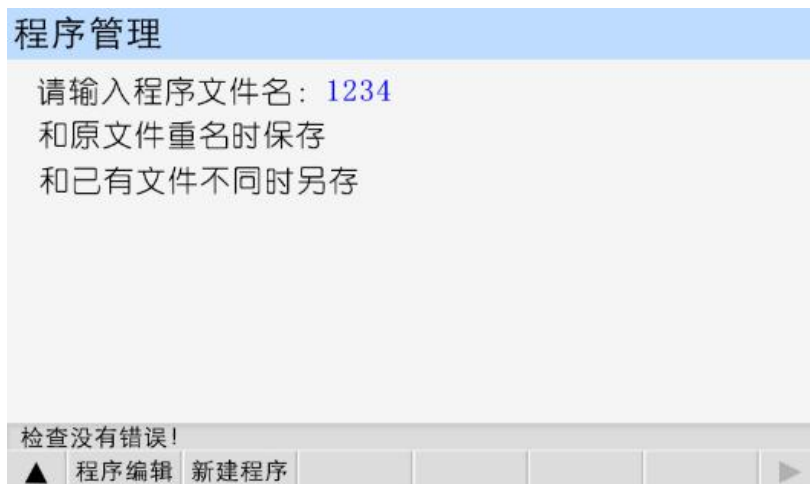 程序管理
请输入程序文件名: 1234
和原文件重名时保存
和已有文件不同时另存
检查没有错误!
▲ 程序编辑 新建程序 ▶